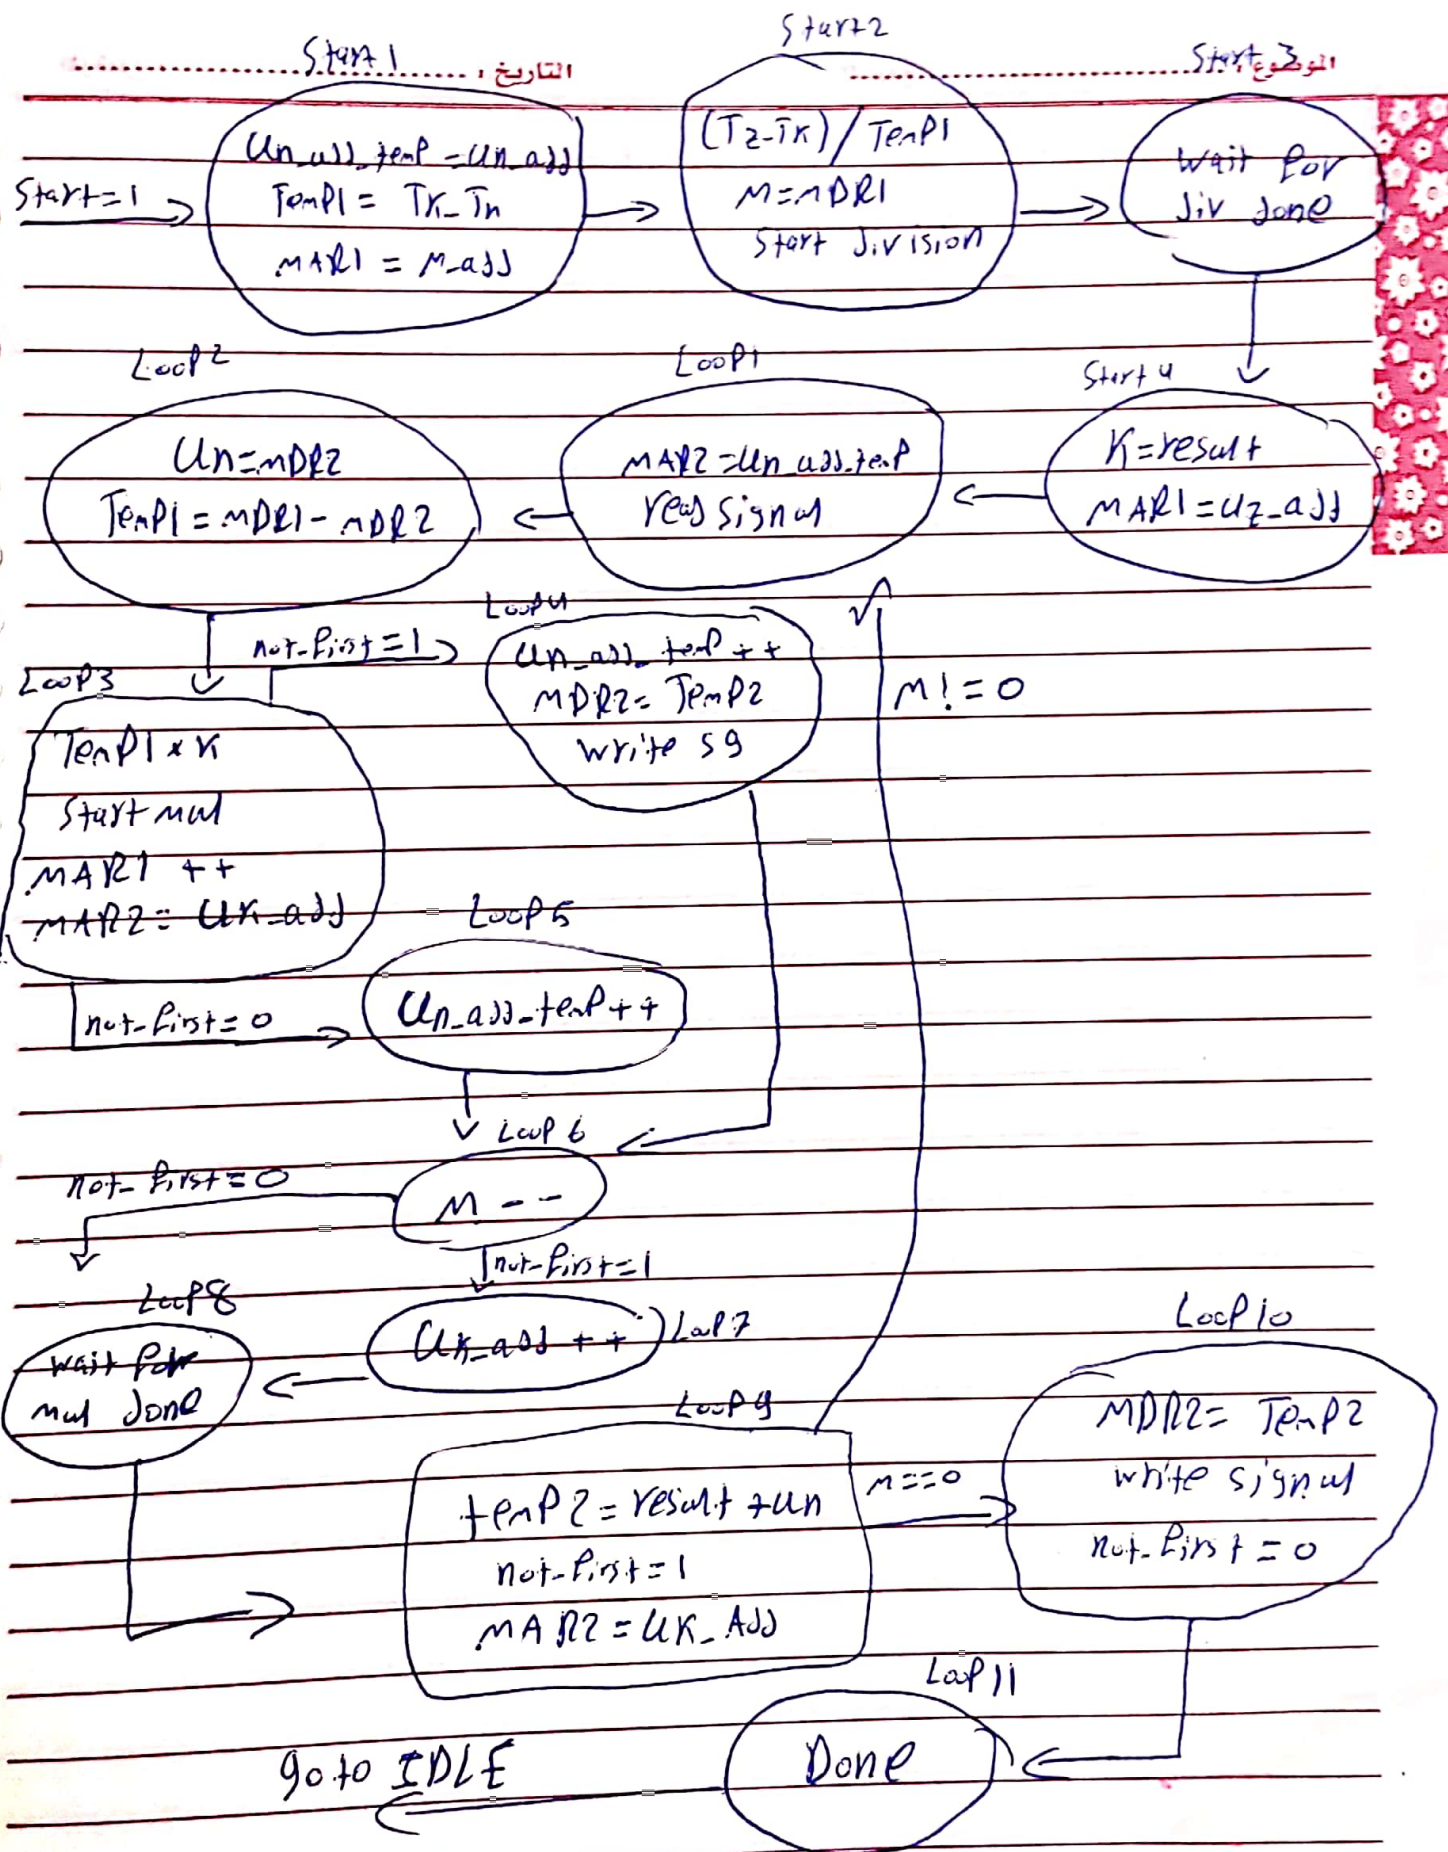 Start1
التاريخ :
Start2
Start 3
الموضوع :
Start=1
Un_add_temp = Un_add
Temp1 = Tk_Tn
MAR1 = M_add
(Tz-Tk) / Temp1
M=MDR1
Start division
wait for
div done
Loop2
Loop1
Start4
Un=MDR2
Temp1 = MDR1 - MDR2
MAR2=Un_add_temp
read signal
K=result
MAR1=Uz_add
not_first=1
Loop4
Un_add_temp ++
MDR2= Temp2
write sg
M!=0
Loop3
Temp1 * K
Start mul
MAR1 ++
MAR2= UK_add
not_first=0
Loop5
Un_add_temp++
Loop 6
M --
not_first=0
not_first=1
Loop8
wait for
mul done
UK_add ++
Loop7
Loop9
temp2=result+Un
not_first=1
MAR2=UK_Add
M==0
Loop10
MDR2= Temp2
write signal
not_first=0
Loop11
Done
go to IDLE